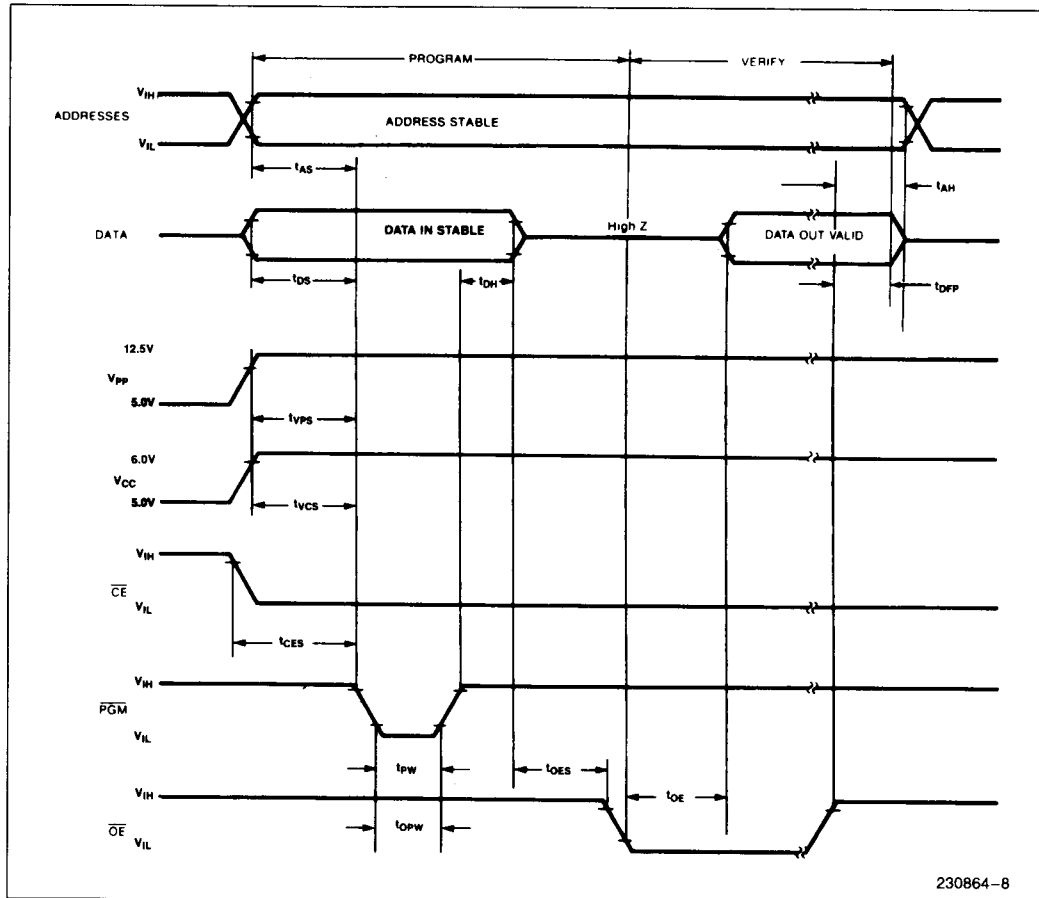 PROGRAM
VERIFY
VIH
ADDRESSES
ADDRESS STABLE
VIL
tAS
tAH
DATA
DATA IN STABLE
High Z
DATA OUT VALID
tDS
tDH
tDFP
12.5V
VPP
5.0V
tVPS
6.0V
VCC
5.0V
tVCS
VIH
CE
VIL
tCES
VIH
PGM
VIL
tPW
tOES
VIH
tOE
OE
tOPW
VIL
230864-8